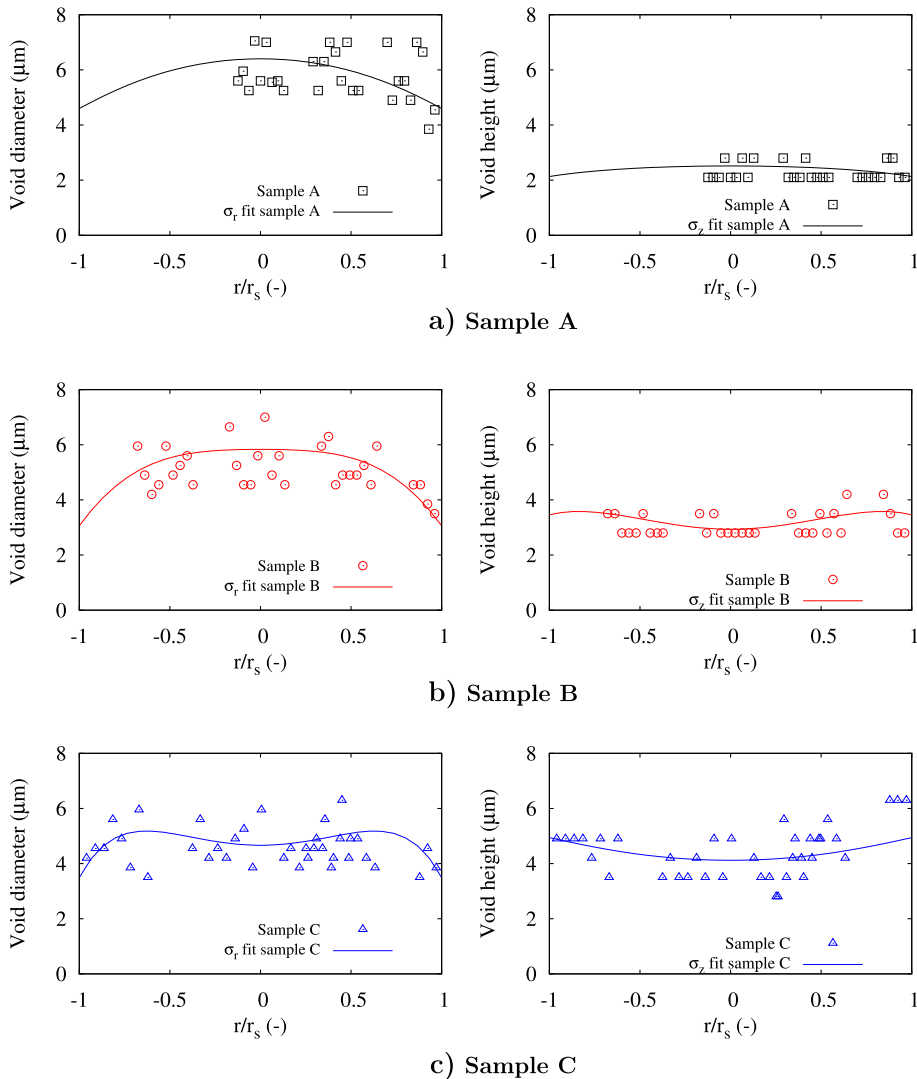 8
6
4
2
0
Void diameter (μm)
Sample A
σr fit sample A
-1 -0.5 0 0.5 1
r/rs (-)
8
6
4
2
0
Void height (μm)
Sample A
σz fit sample A
-1 -0.5 0 0.5 1
r/rs (-)
a) Sample A
8
6
4
2
0
Void diameter (μm)
Sample B
σr fit sample B
-1 -0.5 0 0.5 1
r/rs (-)
8
6
4
2
0
Void height (μm)
Sample B
σz fit sample B
-1 -0.5 0 0.5 1
r/rs (-)
b) Sample B
8
6
4
2
0
Void diameter (μm)
Sample C
σr fit sample C
-1 -0.5 0 0.5 1
r/rs (-)
8
6
4
2
0
Void height (μm)
Sample C
σz fit sample C
-1 -0.5 0 0.5 1
r/rs (-)
c) Sample C